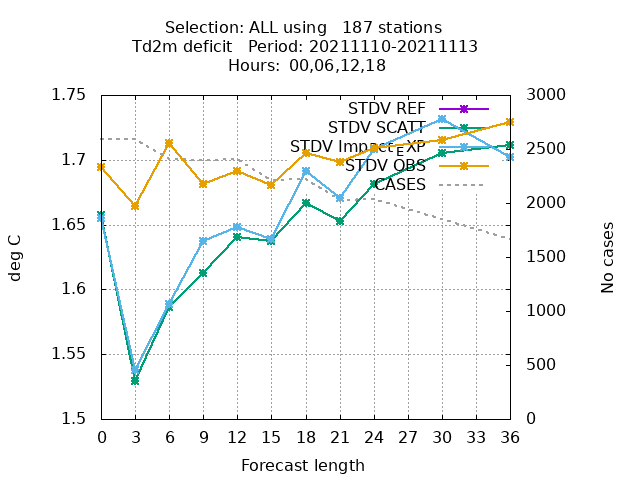 Selection: ALL using 187 stations
Td2m deficit Period: 20211110-20211113
Hours: 00,06,12,18
1.75
1.7
1.65
1.6
1.55
1.5
deg C
STDV REF
STDV SCATT
STDV Impact_EXP
STDV OBS
CASES
3000
2500
2000
1500
1000
500
0
No cases
0 3 6 9 12 15 18 21 24 27 30 33 36
Forecast length